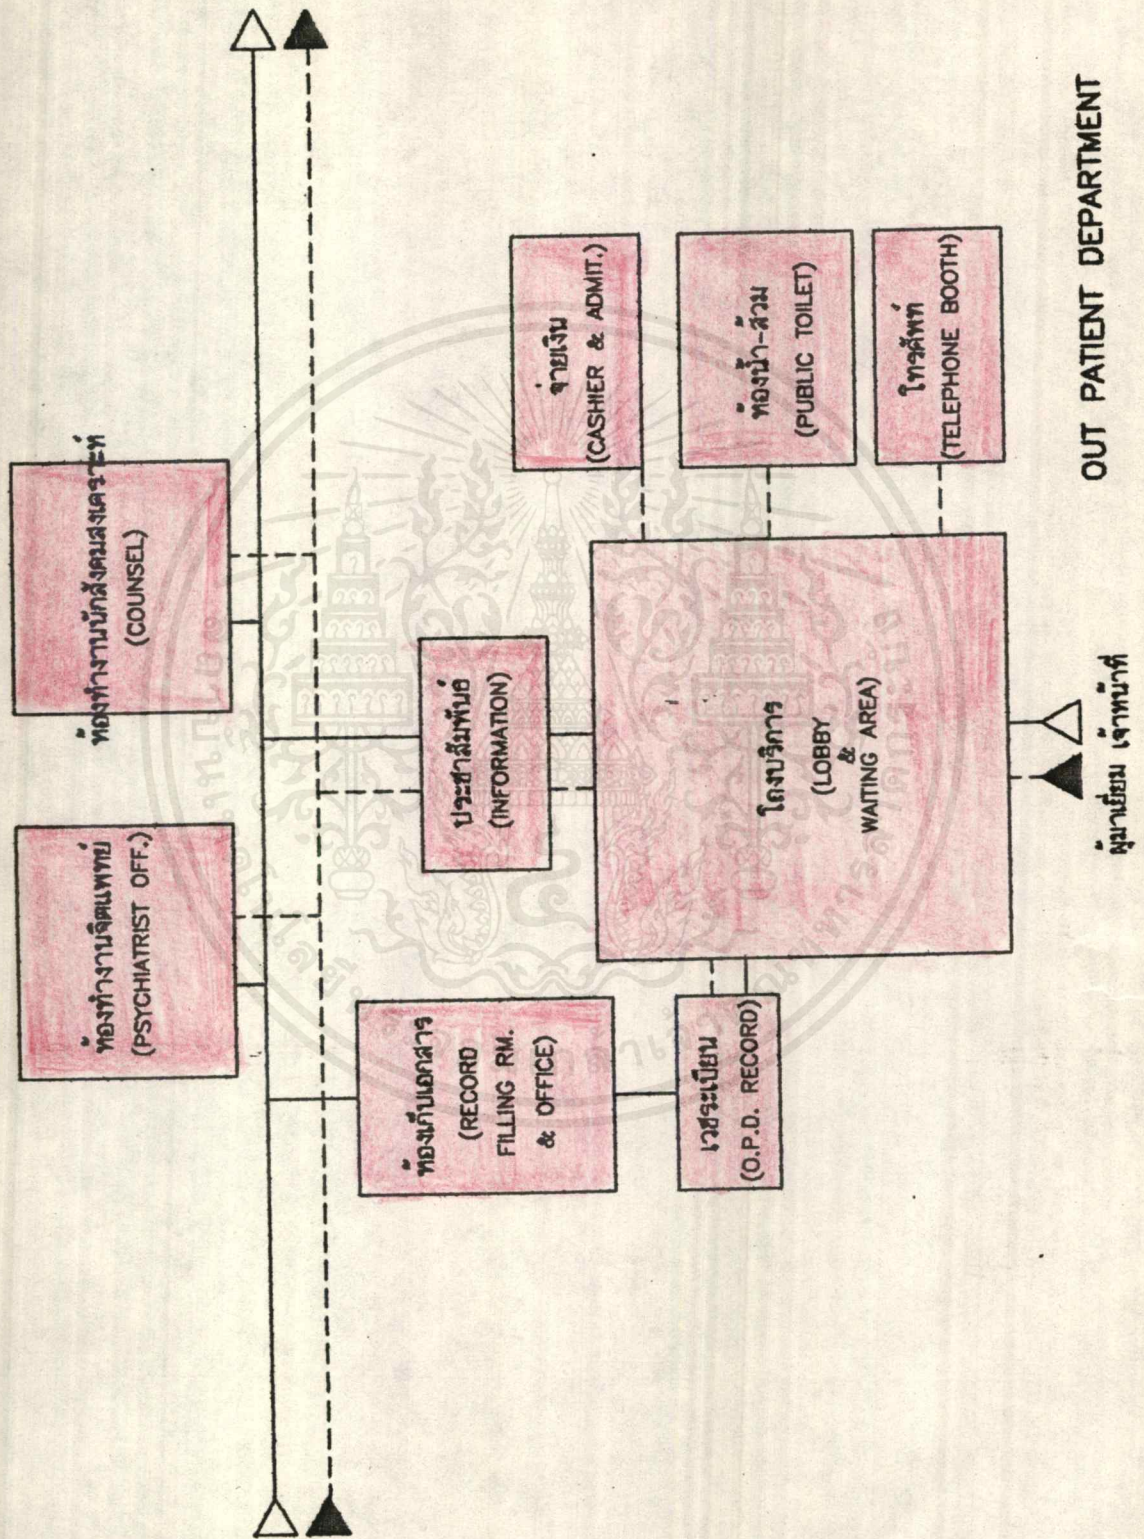 ห้องทำงานจิตแพทย์
(PSYCHIATRIST OFF.)
ห้องทำงานนักสังคมสงเคราะห์
(COUNSEL)
ห้องเก็บเอกสาร
(RECORD
FILLING RM.
& OFFICE)
ประชาสัมพันธ์
(INFORMATION)
จ่ายเงิน
(CASHIER & ADMIT.)
เวชระเบียน
(O.P.D. RECORD)
โถงบริการ
(LOBBY
&
WAITING AREA)
ห้องน้ำ-ส้วม
(PUBLIC TOILET)
โทรศัพท์
(TELEPHONE BOOTH)
ผู้มาเยี่ยม เจ้าหน้าที่
OUT PATIENT DEPARTMENT